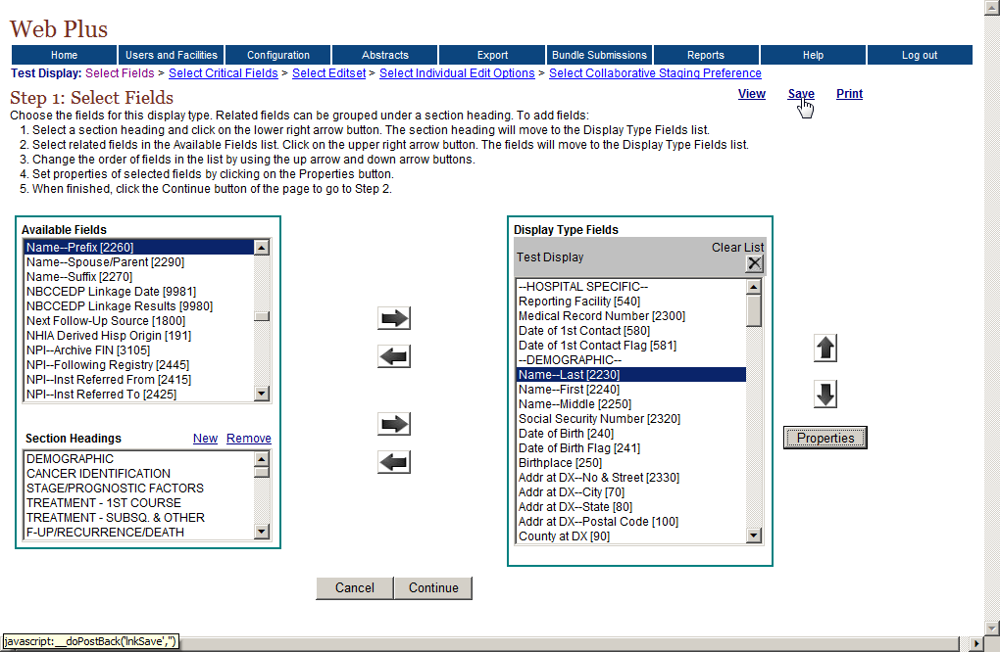 Web Plus
Home Users and Facilities Configuration Abstracts Export Bundle Submissions Reports Help Log out
Test Display: Select Fields > Select Critical Fields > Select Editset > Select Individual Edit Options > Select Collaborative Staging Preference
Step 1: Select Fields
View Save Print
Choose the fields for this display type. Related fields can be grouped under a section heading. To add fields:
1. Select a section heading and click on the lower right arrow button. The section heading will move to the Display Type Fields list.
2. Select related fields in the Available Fields list. Click on the upper right arrow button. The fields will move to the Display Type Fields list.
3. Change the order of fields in the list by using the up arrow and down arrow buttons.
4. Set properties of selected fields by clicking on the Properties button.
5. When finished, click the Continue button of the page to go to Step 2.
Available Fields
Name--Prefix [2260]
Name--Spouse/Parent [2290]
Name--Suffix [2270]
NBCCEDP Linkage Date [9981]
NBCCEDP Linkage Results [9980]
Next Follow-Up Source [1800]
NHIA Derived Hisp Origin [191]
NPI--Archive FIN [3105]
NPI--Following Registry [2445]
NPI--Inst Referred From [2415]
NPI--Inst Referred To [2425]
Section Headings New Remove
DEMOGRAPHIC
CANCER IDENTIFICATION
STAGE/PROGNOSTIC FACTORS
TREATMENT - 1ST COURSE
TREATMENT - SUBSQ. & OTHER
F-UP/RECURRENCE/DEATH
Display Type Fields
Clear List
Test Display
--HOSPITAL SPECIFIC--
Reporting Facility [540]
Medical Record Number [2300]
Date of 1st Contact [580]
Date of 1st Contact Flag [581]
--DEMOGRAPHIC--
Name--Last [2230]
Name--First [2240]
Name--Middle [2250]
Social Security Number [2320]
Date of Birth [240]
Date of Birth Flag [241]
Birthplace [250]
Addr at DX--No & Street [2330]
Addr at DX--City [70]
Addr at DX--State [80]
Addr at DX--Postal Code [100]
County at DX [90]
Properties
Cancel Continue
javascript:__doPostBack('lnkSave','')